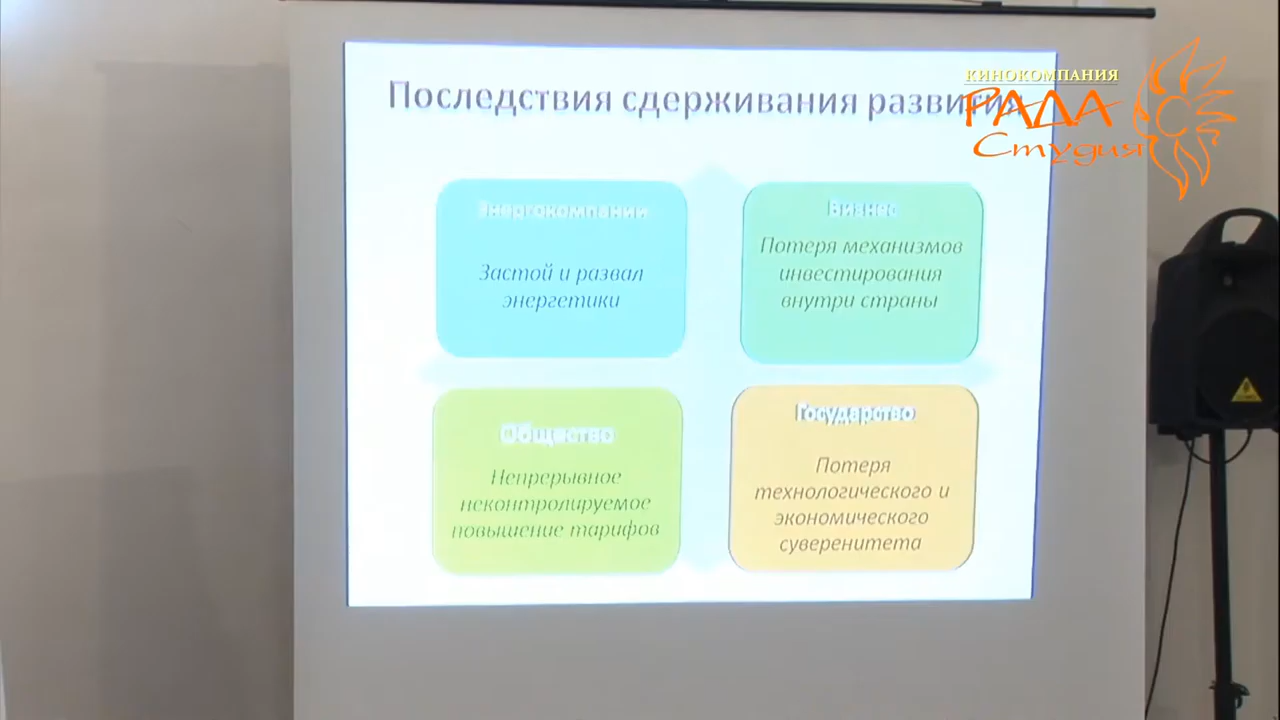 Последствия сдерживания развития
КИНОКОМПАНИЯ
РАДА
Студия
Энергокомпании
Застой и развал
энергетики
Бизнес
Потеря механизмов
инвестирования
внутри страны
Общество
Непрерывное
неконтролируемое
повышение тарифов
Государство
Потеря
технологического и
экономического
суверенитета